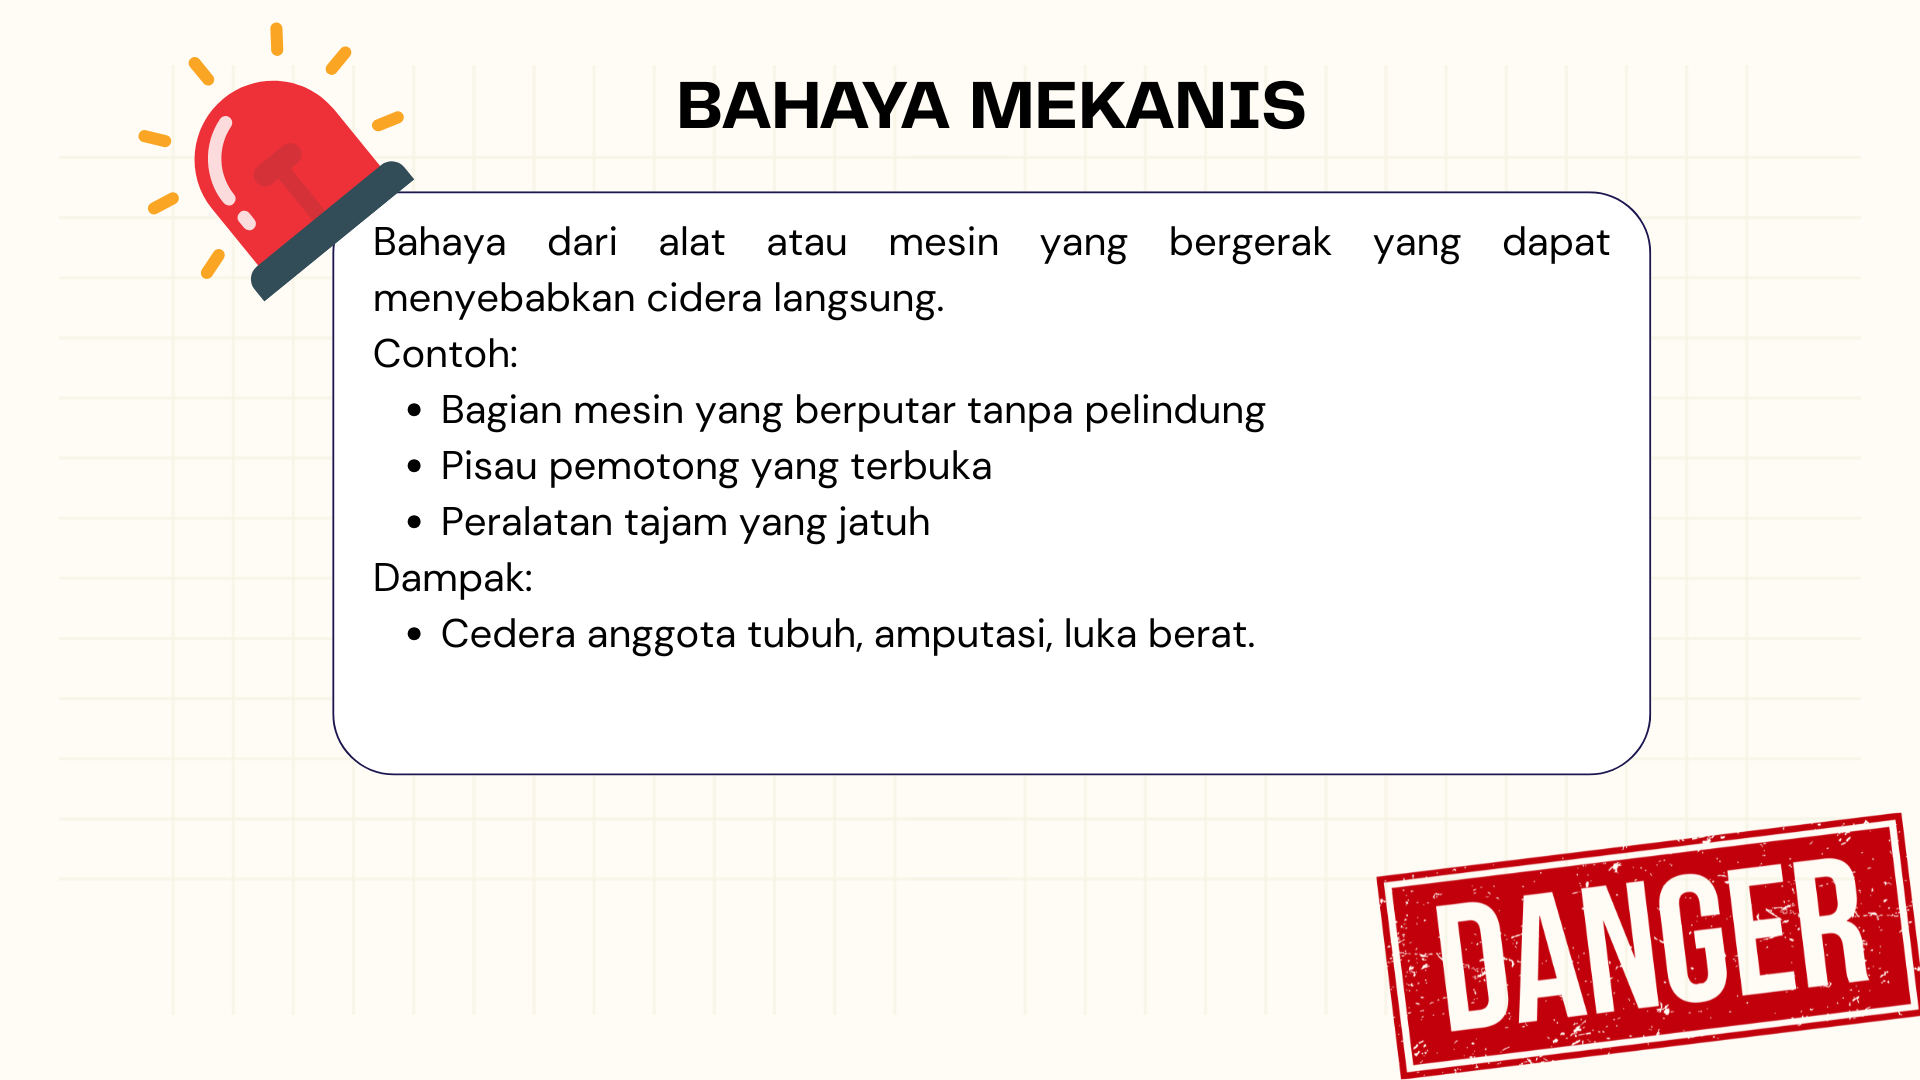 BAHAYA MEKANIS
Bahaya dari alat atau mesin yang bergerak yang dapat
menyebabkan cidera langsung.
Contoh:
• Bagian mesin yang berputar tanpa pelindung
• Pisau pemotong yang terbuka
• Peralatan tajam yang jatuh
Dampak:
• Cedera anggota tubuh, amputasi, luka berat.
DANGER